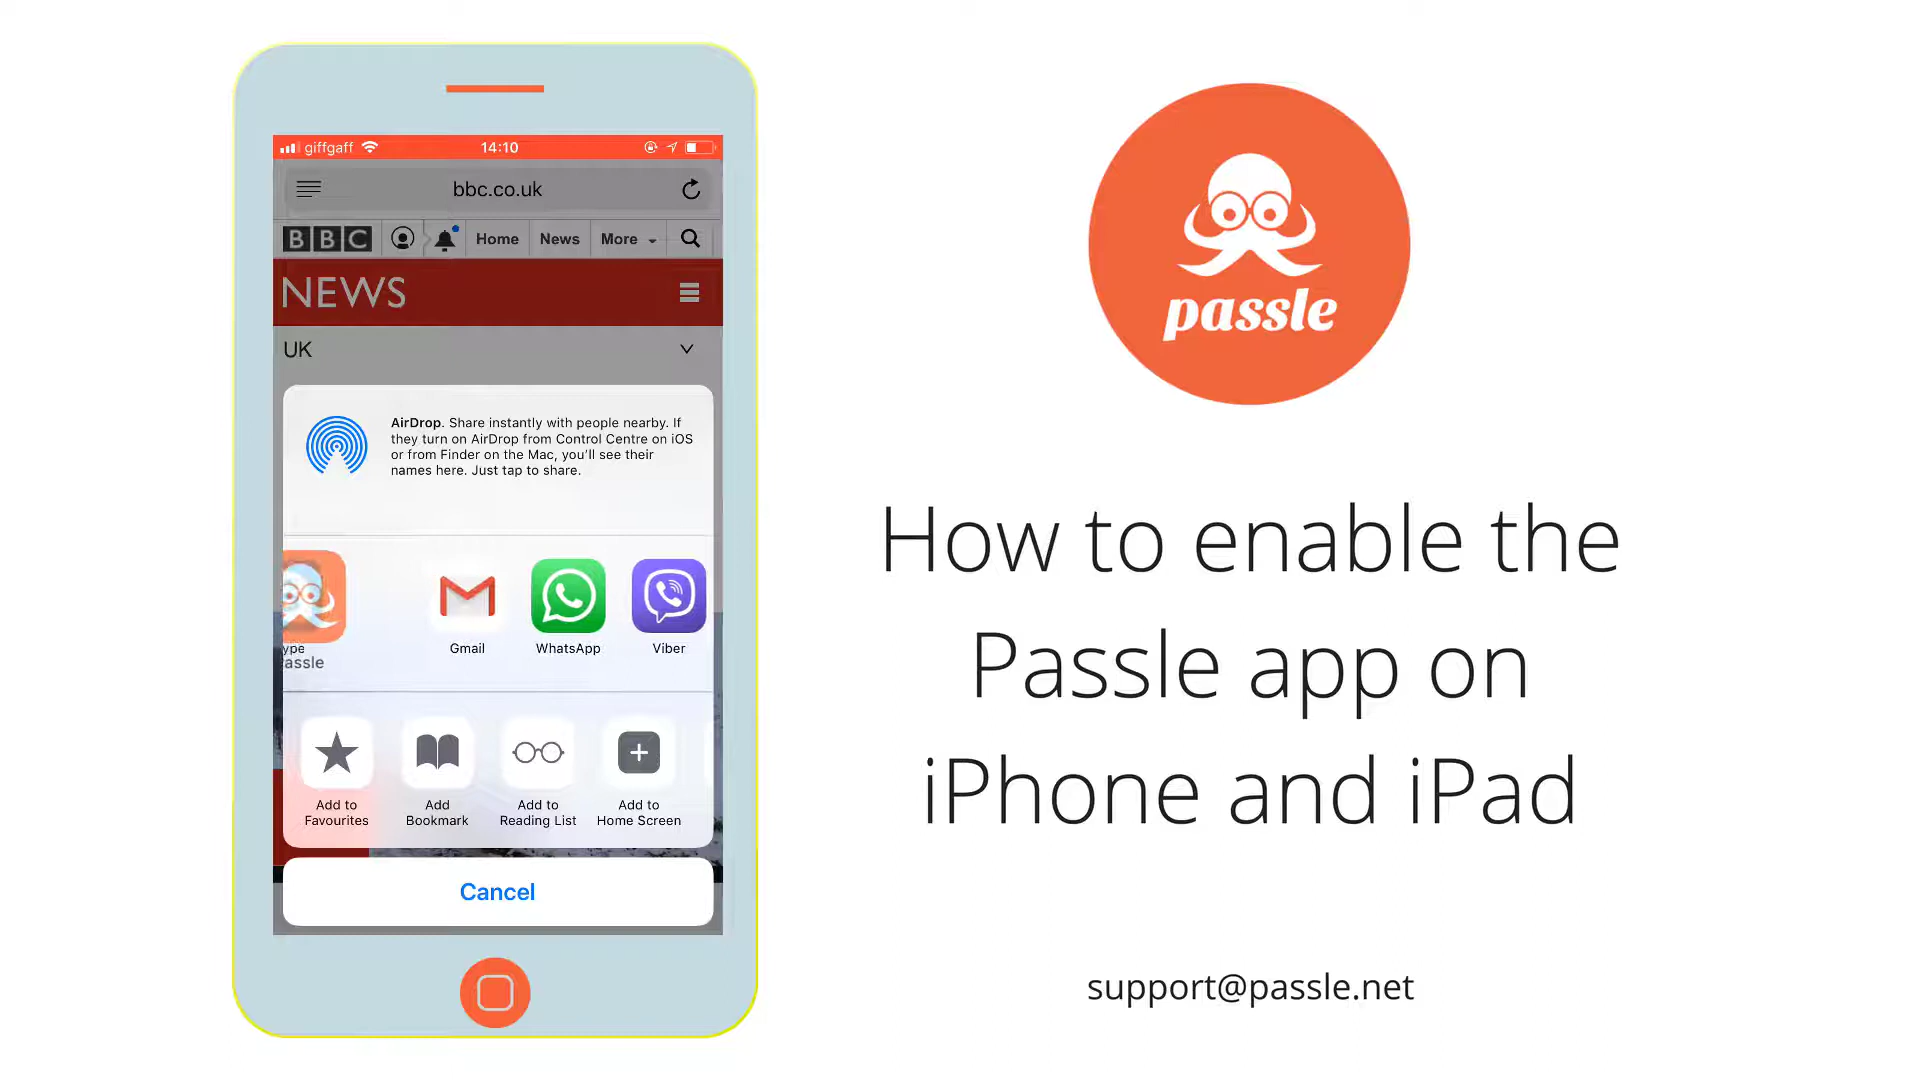 giffgaff 14:10
bbc.co.uk
BBC Home News More
NEWS
UK
AirDrop. Share instantly with people nearby. If
they turn on AirDrop from Control Centre on iOS
or from Finder on the Mac, you'll see their
names here. Just tap to share.
ype
assle
Gmail
WhatsApp
Viber
Add to
Favourites
Add
Bookmark
Add to
Reading List
Add to
Home Screen
Cancel
passle
How to enable the
Passle app on
iPhone and iPad
support@passle.net